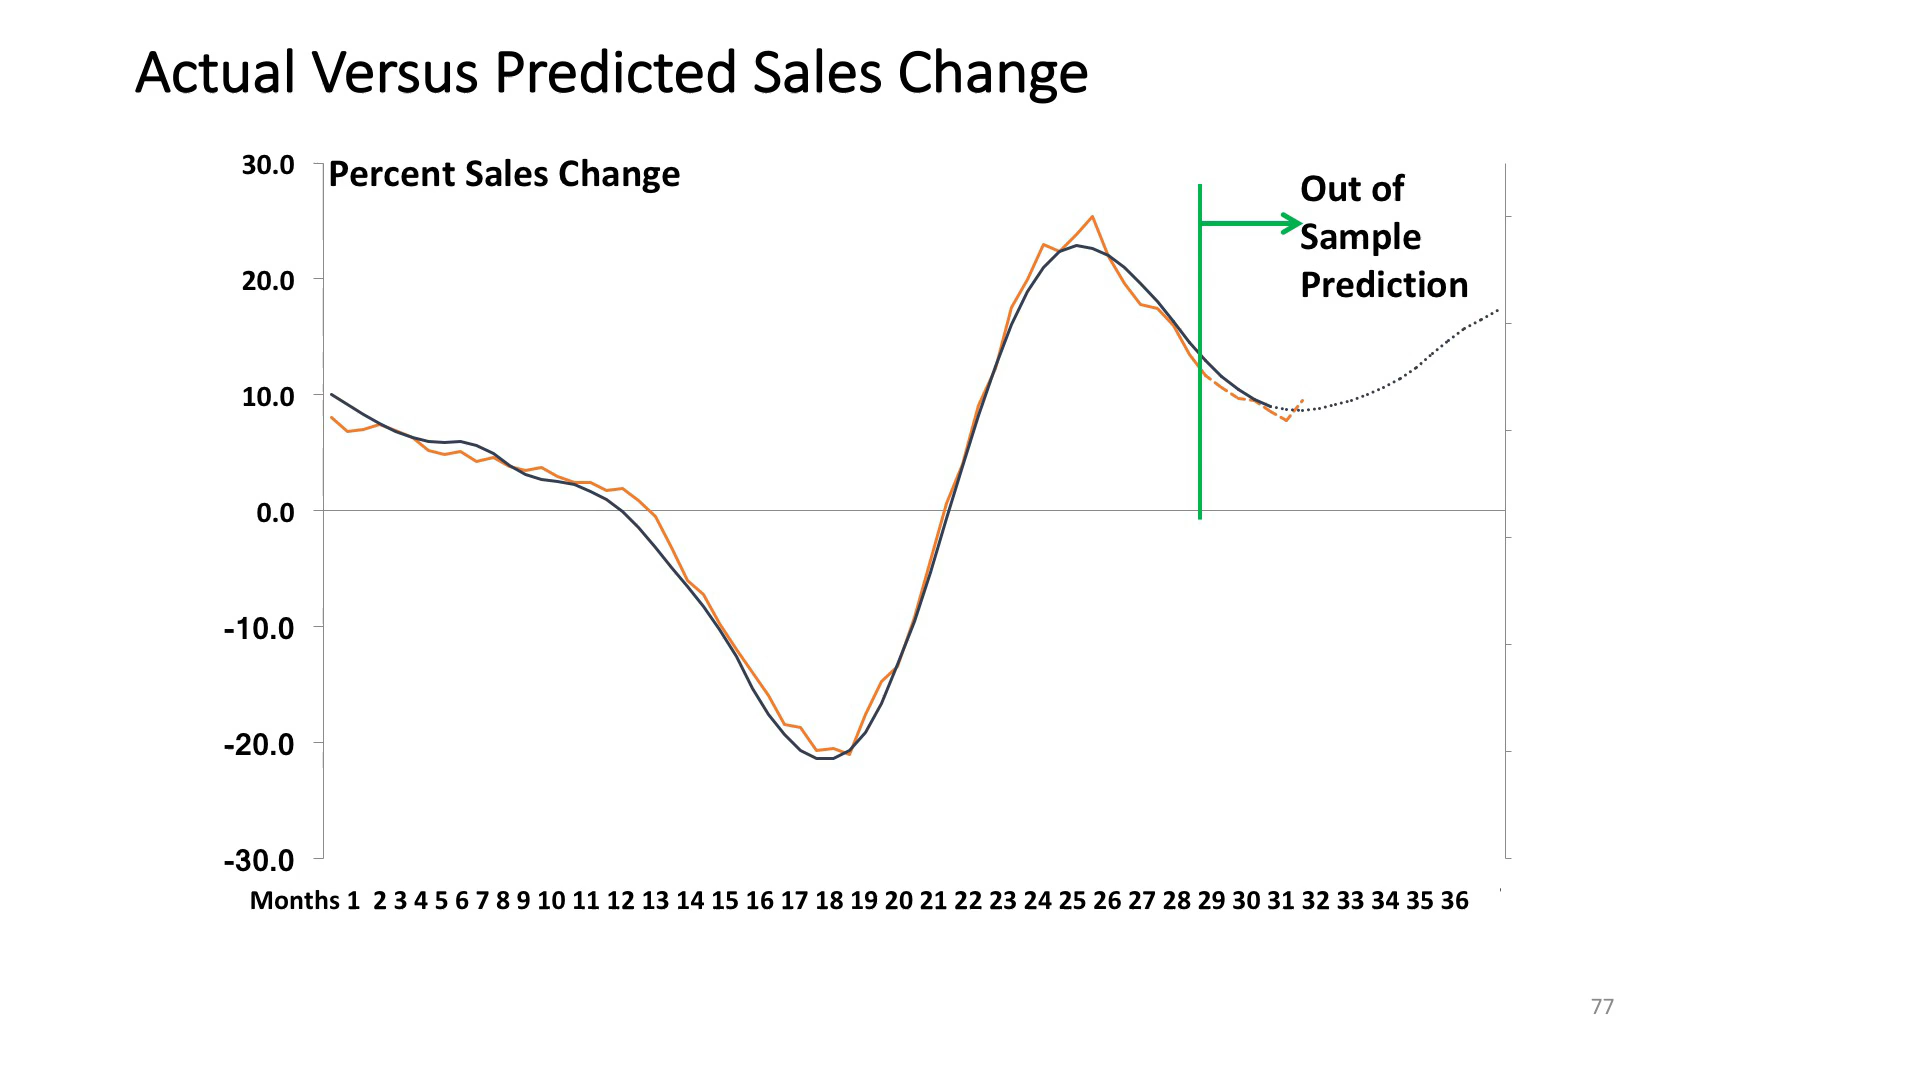 Actual Versus Predicted Sales Change
30.0
Percent Sales Change
Out of
Sample
Prediction
20.0
10.0
0.0
-10.0
-20.0
-30.0
Months 1 2 3 4 5 6 7 8 9 10 11 12 13 14 15 16 17 18 19 20 21 22 23 24 25 26 27 28 29 30 31 32 33 34 35 36
77